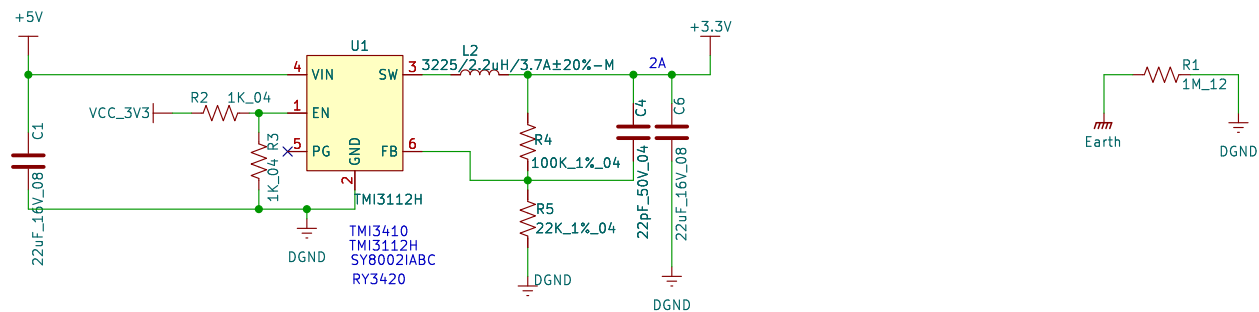 +5V
+3.3V
U1
L2
3225/2.2uH/3.7A±20%-M
2A
R1
1M_12
4
VIN
SW
3
R2
1K_04
VCC_3V3
1
EN
C4
C6
C1
R3
1K_04
5
PG
GND
FB
6
R4
100K_1%_04
Earth
DGND
2
TMI3112H
22uF_16V_08
22pF_50V_04
22uF_16V_08
R5
22K_1%_04
DGND
TMI3410
TMI3112H
SY8002IABC
RY3420
DGND
DGND